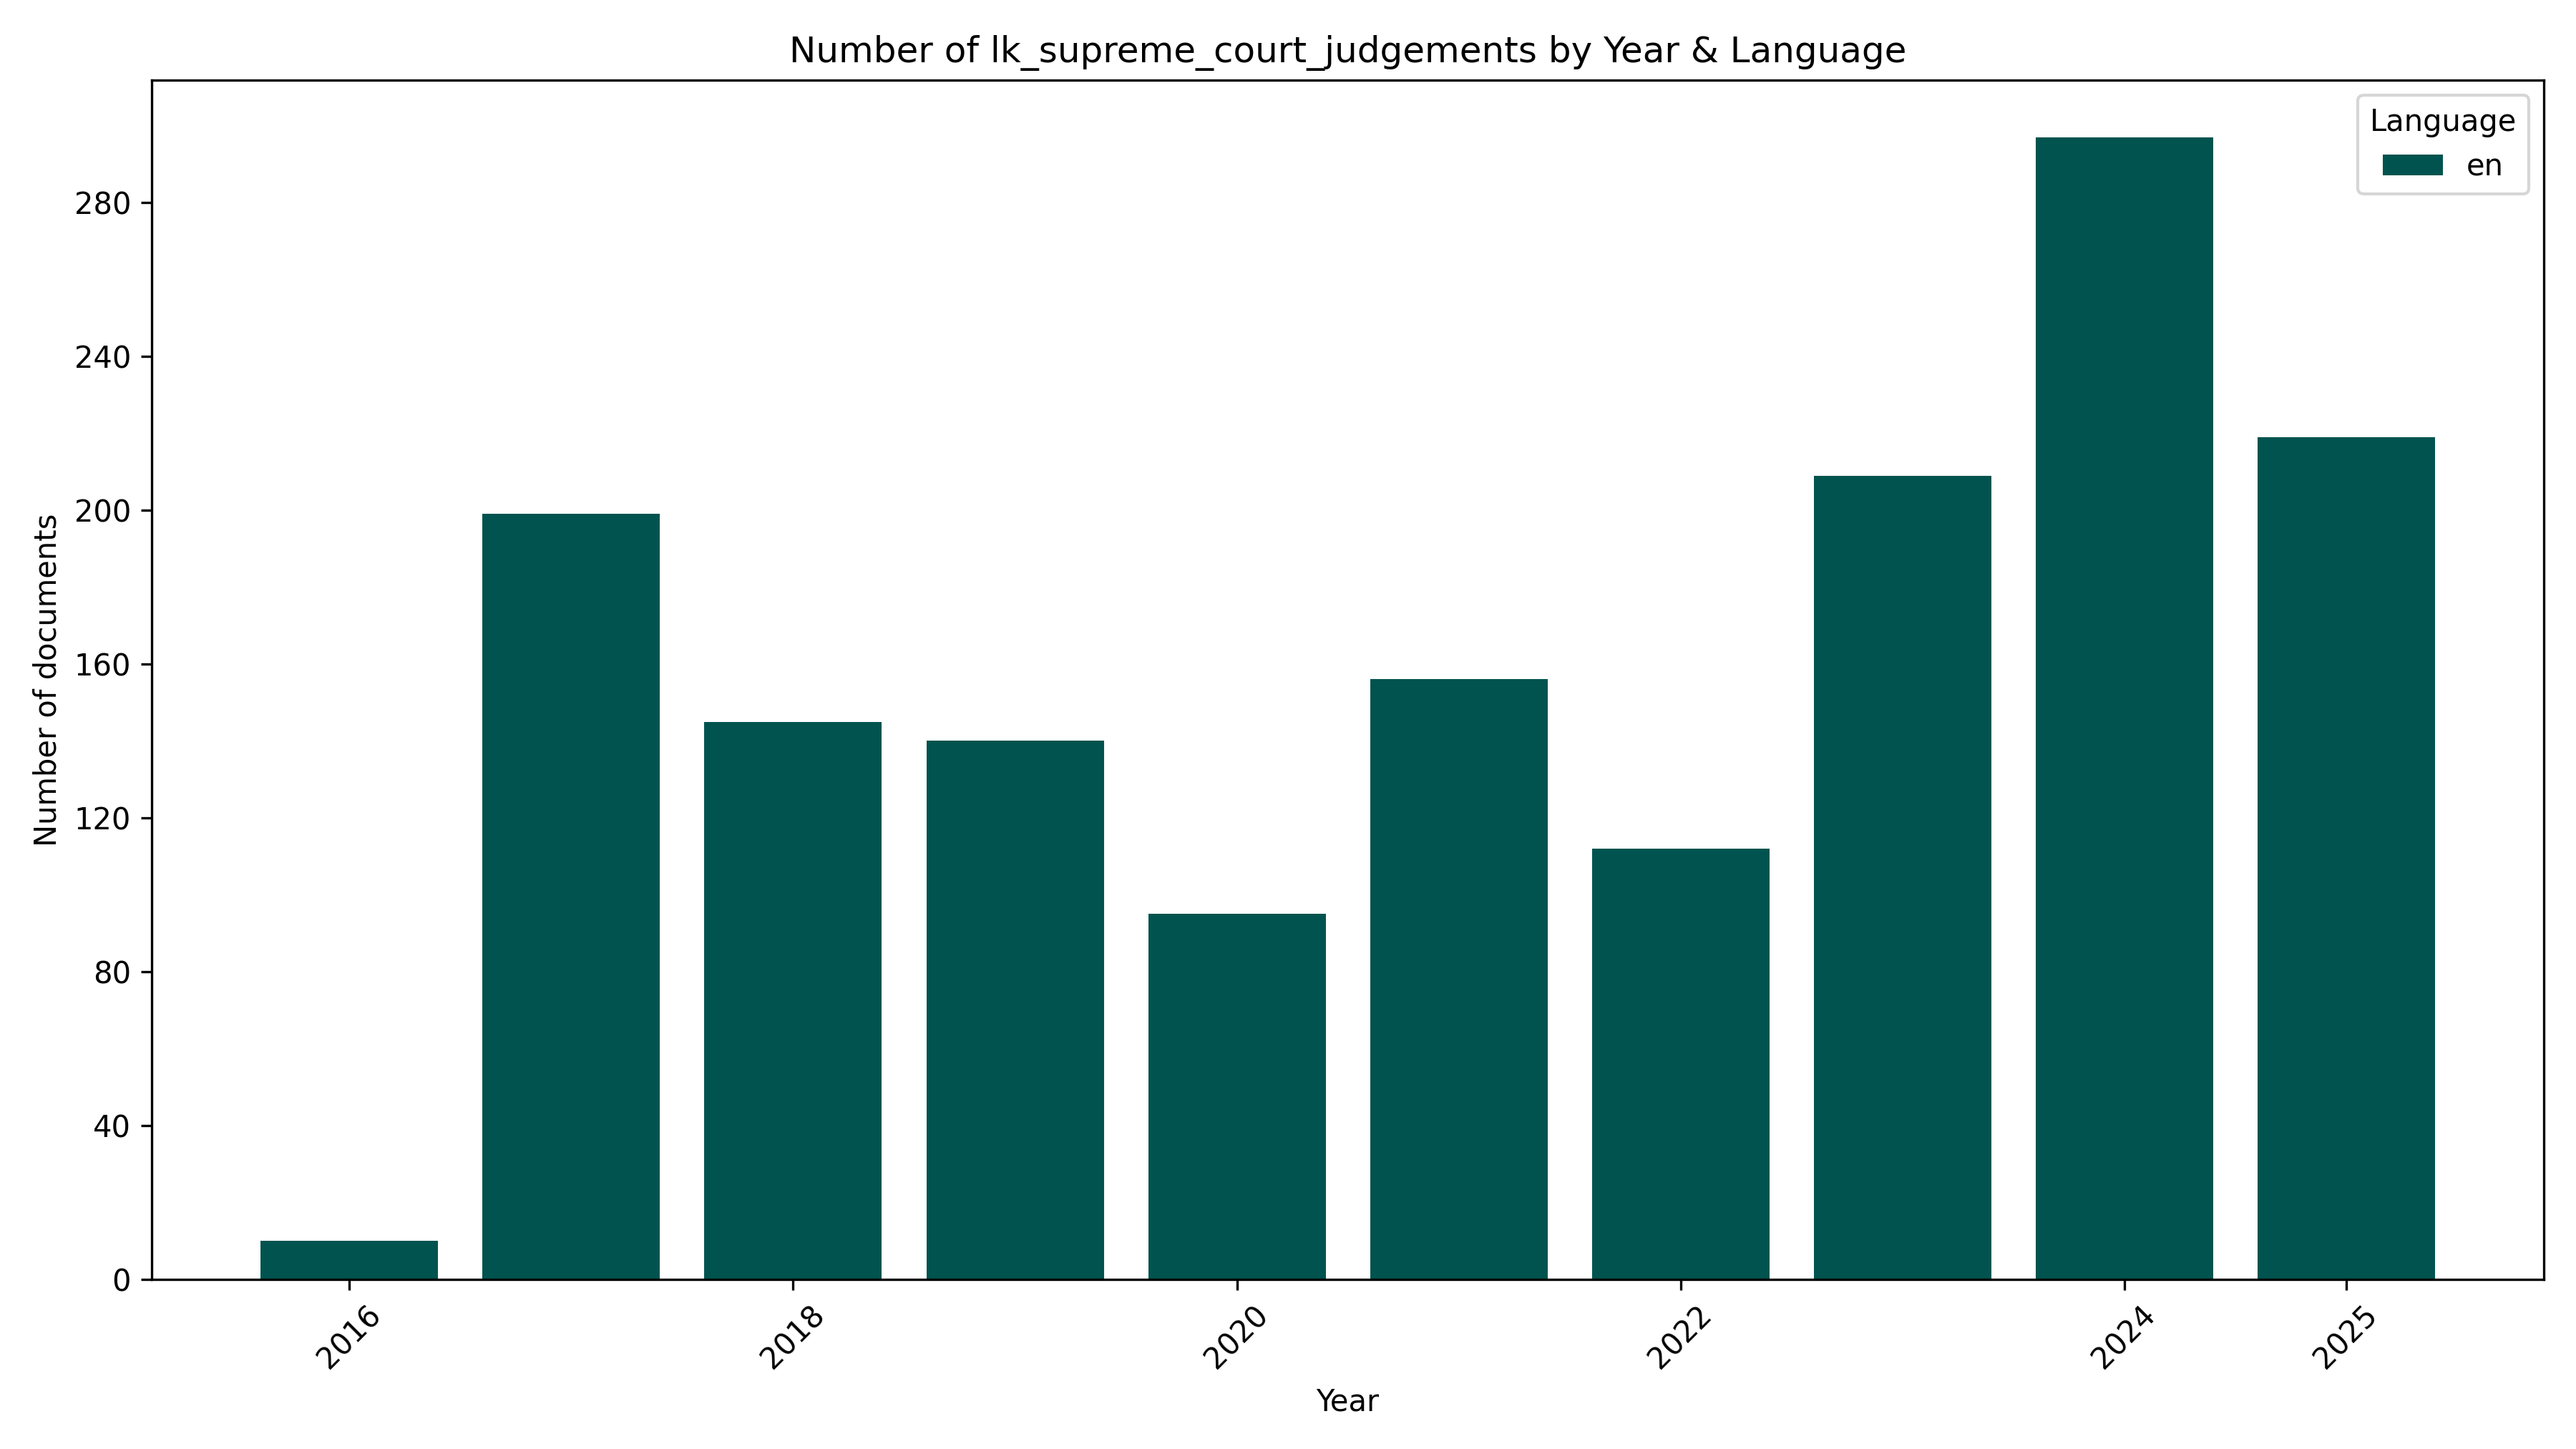 Number of lk_supreme_court_judgements by Year & Language
Language
en
280
240
200
160
120
80
40
0
Number of documents
2016
2018
2020
2022
2024
2025
Year